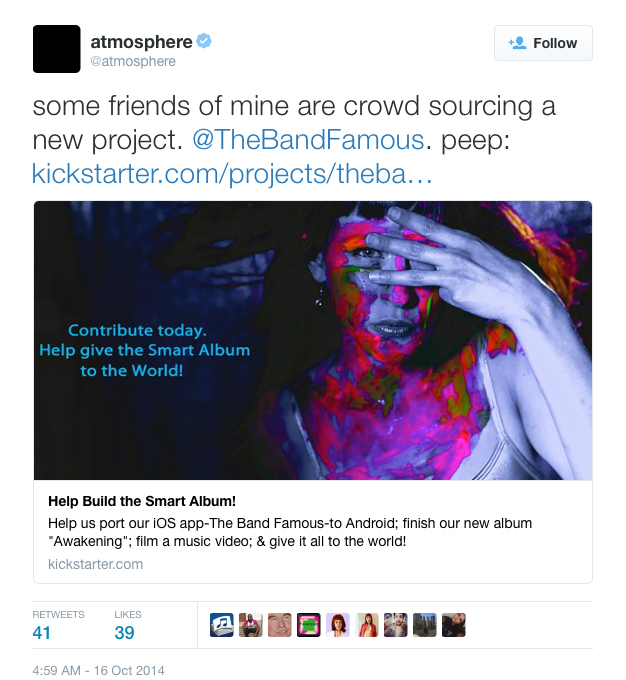 atmosphere
@atmosphere
Follow
some friends of mine are crowd sourcing a
new project. @TheBandFamous. peep:
kickstarter.com/projects/theba…
Contribute today.
Help give the Smart Album
to the World!
Help Build the Smart Album!
Help us port our iOS app-The Band Famous-to Android; finish our new album
"Awakening"; film a music video; & give it all to the world!
kickstarter.com
RETWEETS LIKES
41 39
4:59 AM - 16 Oct 2014